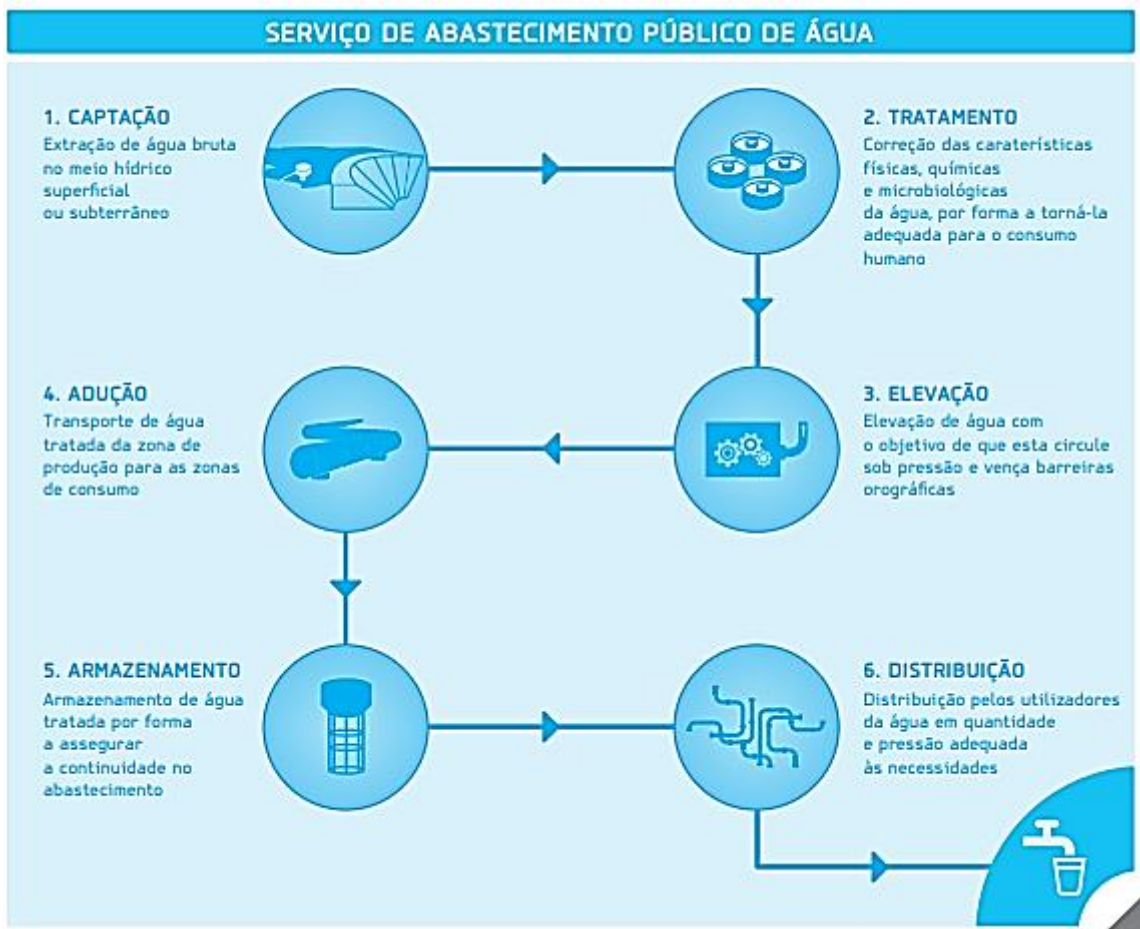 SERVIÇO DE ABASTECIMENTO PÚBLICO DE ÁGUA
1. CAPTAÇÃO
Extração de água bruta
no meio hídrico
superficial
ou subterrâneo
2. TRATAMENTO
Correção das caraterísticas
físicas, químicas
e microbiológicas
da água, por forma a torná-la
adequada para o consumo
humano
3. ELEVAÇÃO
Elevação de água com
o objetivo de que esta circule
sob pressão e vença barreiras
orográficas
4. ADUÇÃO
Transporte de água
tratada da zona de
produção para as zonas
de consumo
5. ARMAZENAMENTO
Armazenamento de água
tratada por forma
a assegurar
a continuidade no
abastecimento
6. DISTRIBUIÇÃO
Distribuição pelos utilizadores
da água em quantidade
e pressão adequada
às necessidades